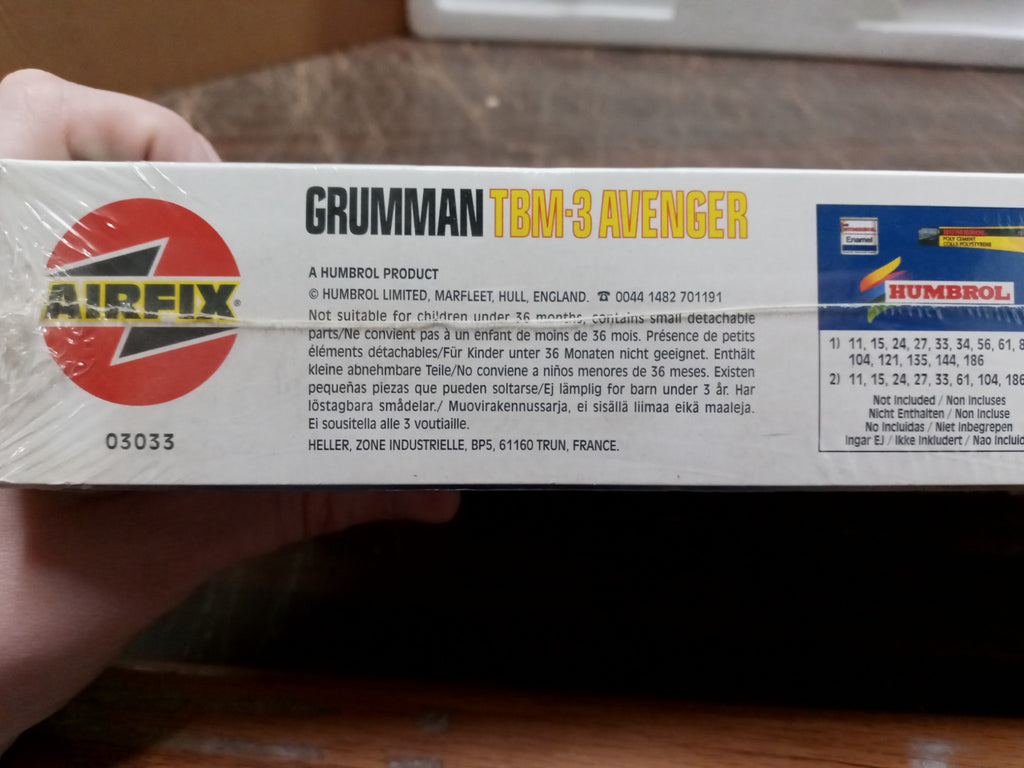 AIRFIX®
03033
GRUMMAN TBM-3 AVENGER
A HUMBROL PRODUCT
© HUMBROL LIMITED, MARFLEET, HULL, ENGLAND. ☎ 0044 1482 701191
Not suitable for children under 36 months, contains small detachable
parts/Ne convient pas à un enfant de moins de 36 mois. Présence de petits
éléments détachables/Für Kinder unter 36 Monaten nicht geeignet. Enthält
kleine abnehmbare Teile/No conviene a niños menores de 36 meses. Existen
pequeñas piezas que pueden soltarse/Ej lämplig for barn under 3 år. Har
löstagbara smådelar./ Muovirakennussarja, ei sisällä liimaa eikä maaleja.
Ei sousitella alle 3 voutiaille.
HELLER, ZONE INDUSTRIELLE, BP5, 61160 TRUN, FRANCE.
HUMBROL
Enamel
HUMBROL
POLY CEMENT
COLLE POLYSTYRENE
HUMBROL
1) 11, 15, 24, 27, 33, 34, 56, 61,
104, 121, 135, 144, 186
2) 11, 15, 24, 27, 33, 61, 104, 186
Not Included / Non Incluses
Nicht Enthalten / Non Incluse
No Incluidas / Niet Inbegrepen
Ingar EJ / Ikke Inkludert / Nao